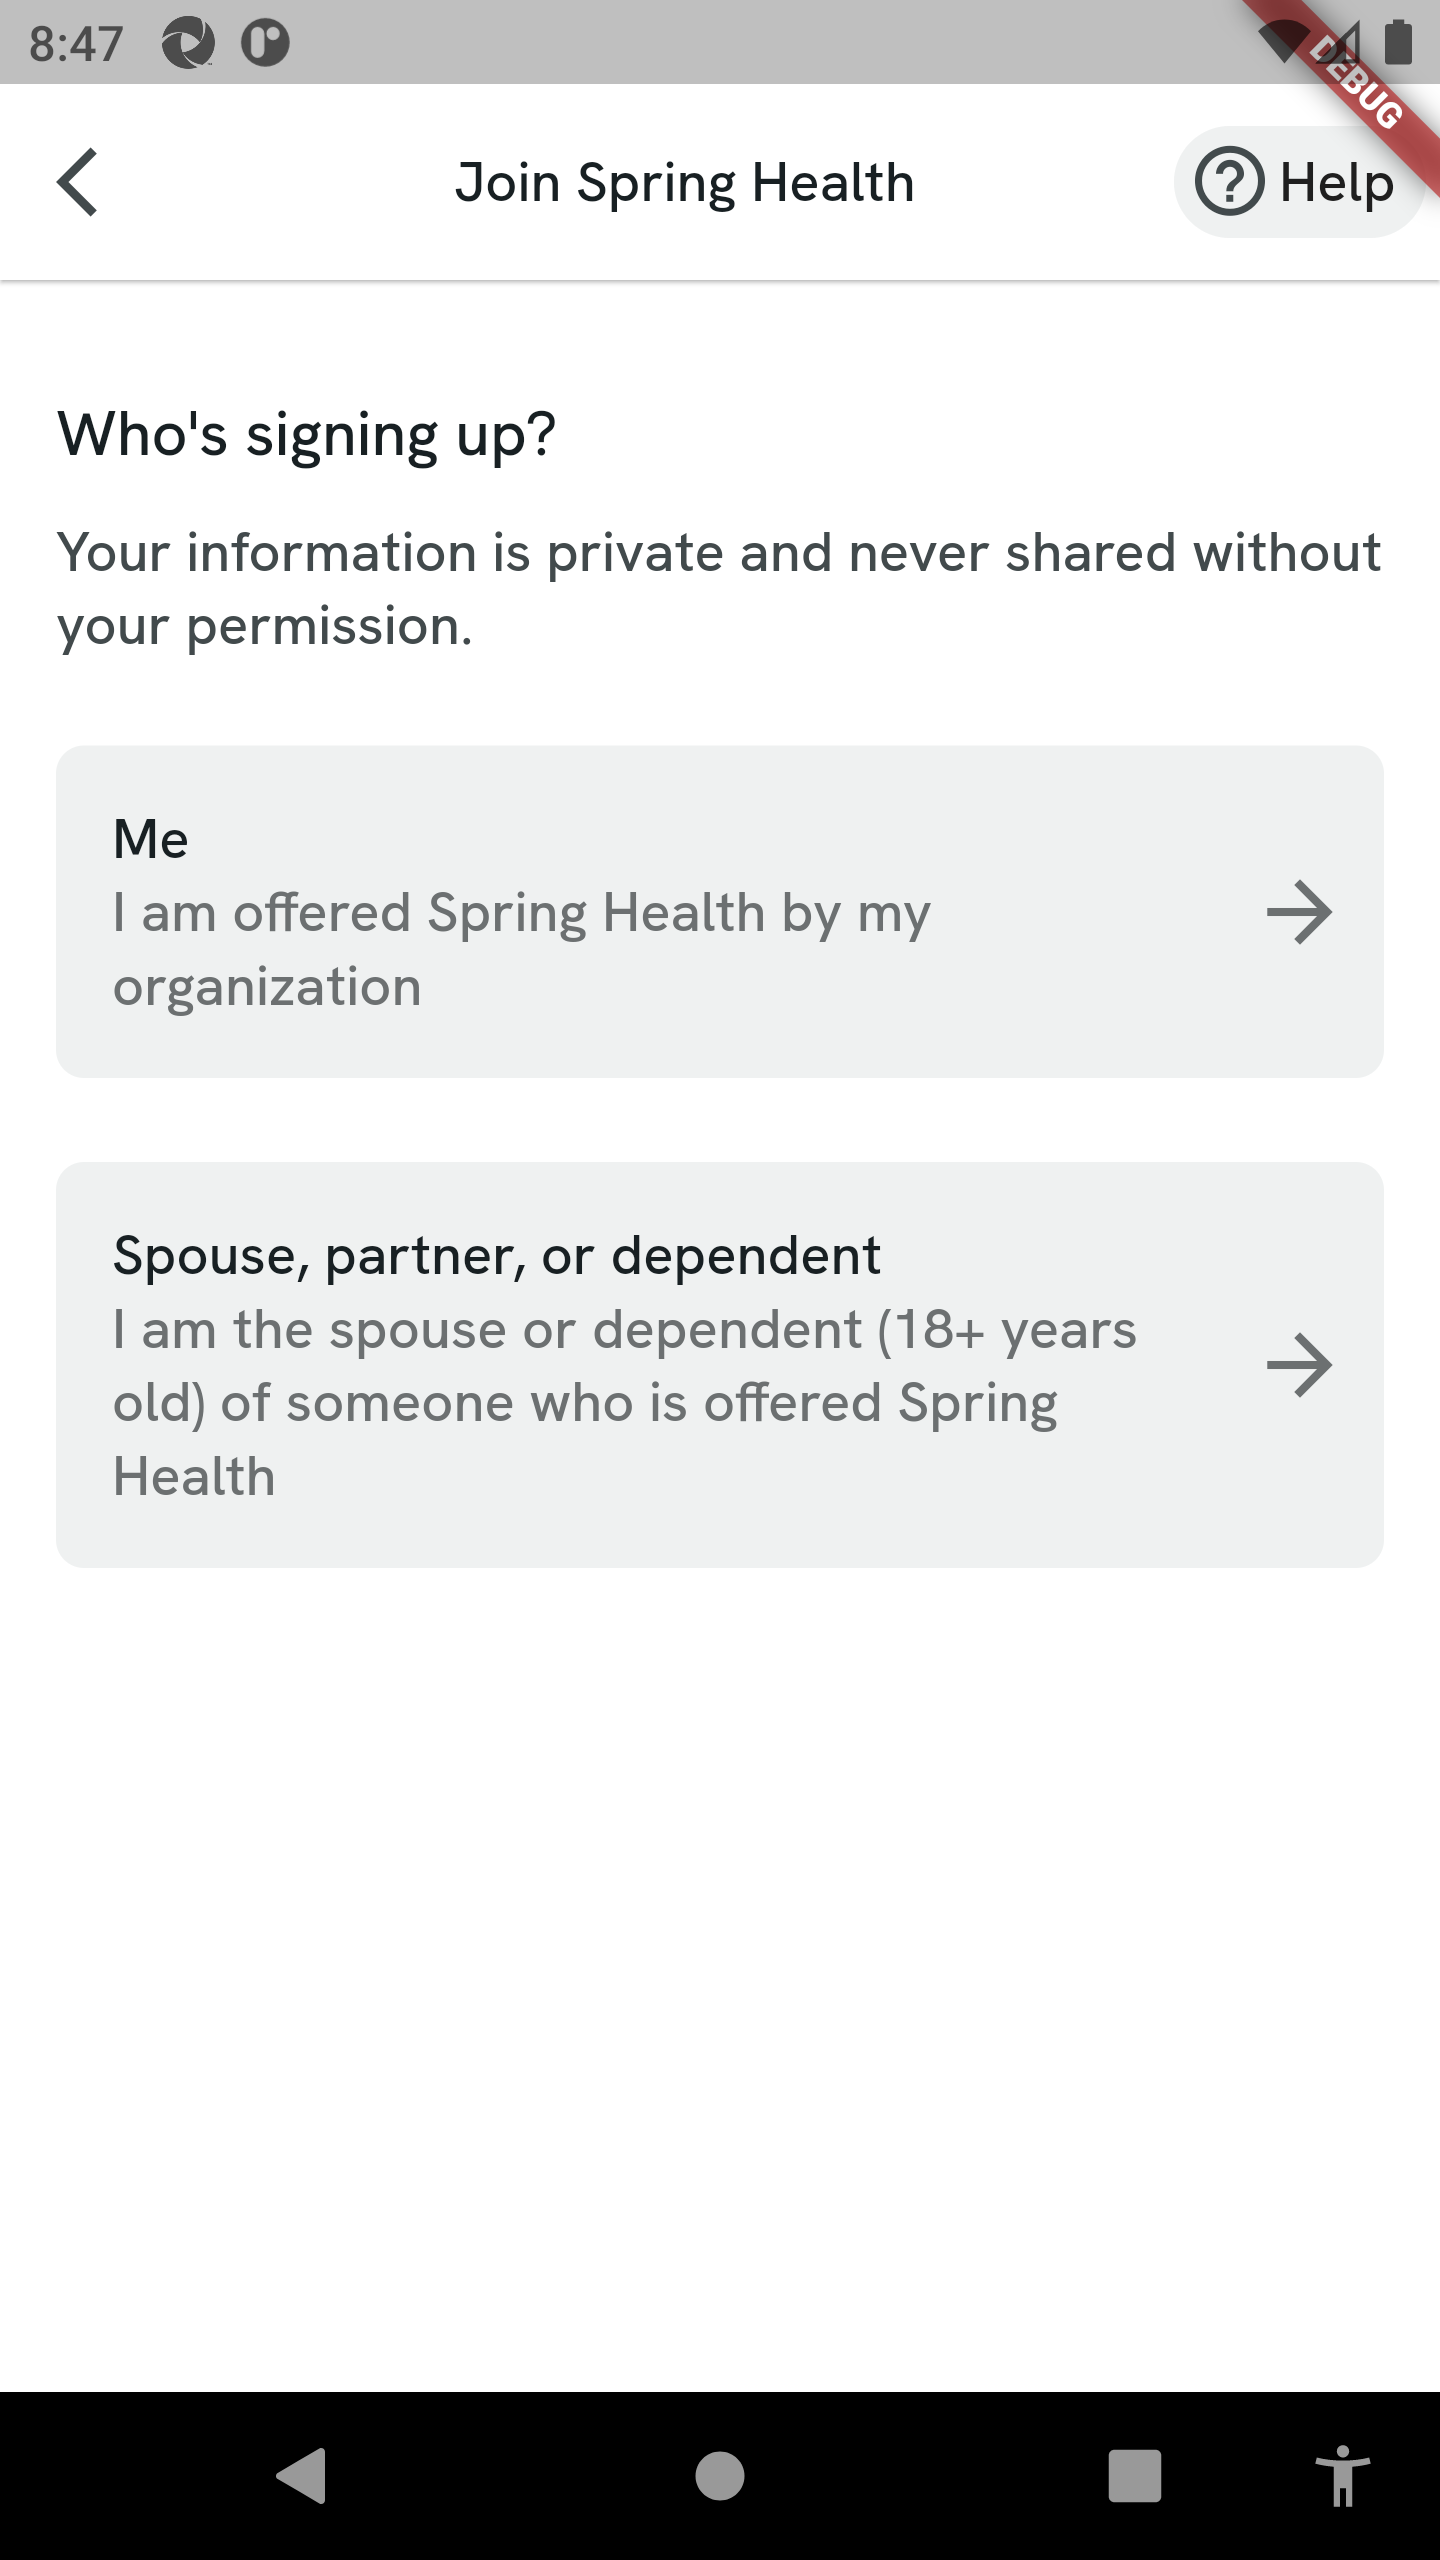 8:47
DEBUG
Join Spring Health
Help
Who's signing up?
Your information is private and never shared without
your permission.
Me
I am offered Spring Health by my
organization
Spouse, partner, or dependent
I am the spouse or dependent (18+ years
old) of someone who is offered Spring
Health